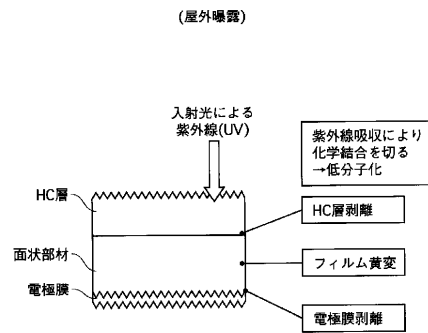 (屋外曝露)
入射光による
紫外線(UV)
紫外線吸収により
化学結合を切る
→低分子化
HC層
HC層剥離
面状部材
フィルム黄変
電極膜
電極膜剥離